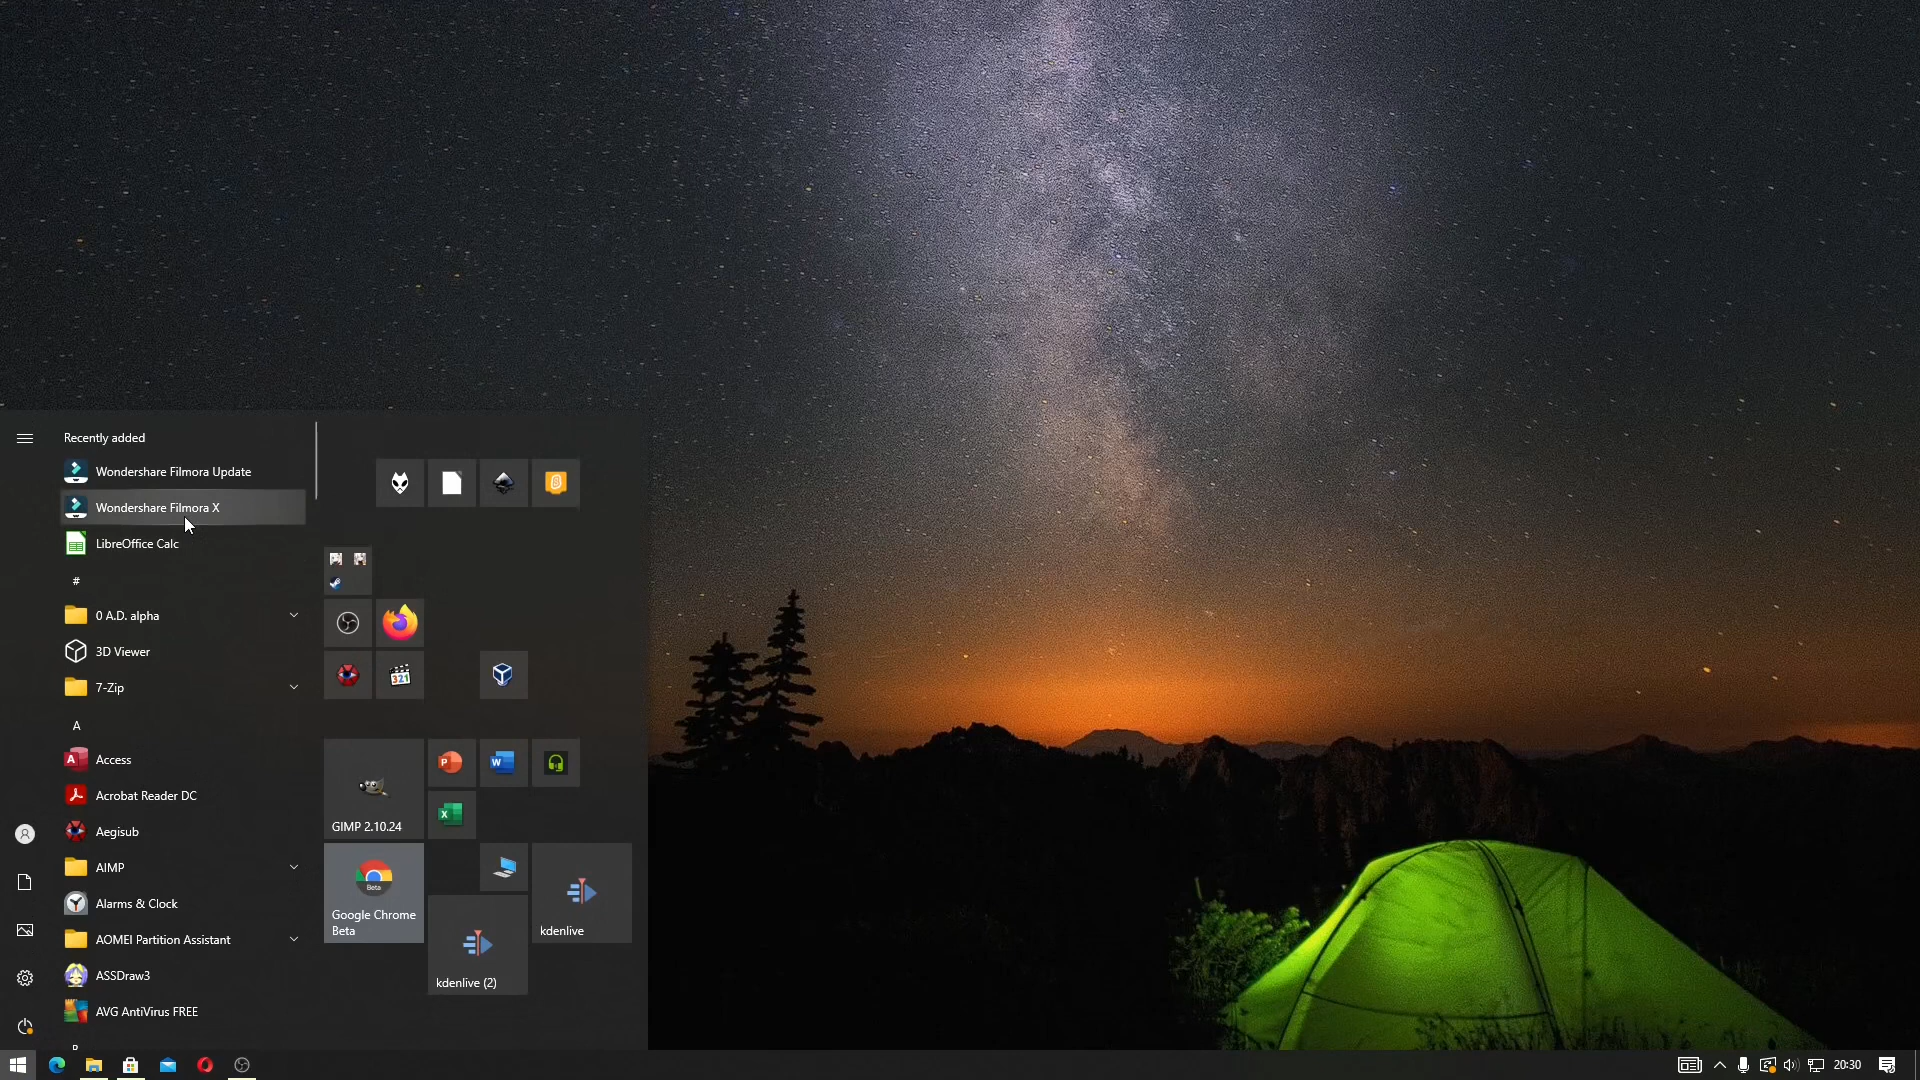 Recently added
Wondershare Filmora Update
Wondershare Filmora X
LibreOffice Calc
#
0 A.D. alpha
3D Viewer
7-Zip
321
A
Access
Acrobat Reader DC
Aegisub
AIMP
Alarms & Clock
AOMEI Partition Assistant
ASSDraw3
AVG AntiVirus FREE
P
W
X
GIMP 2.10.24
Beta
Google Chrome
Beta
kdenlive
kdenlive (2)
20:30